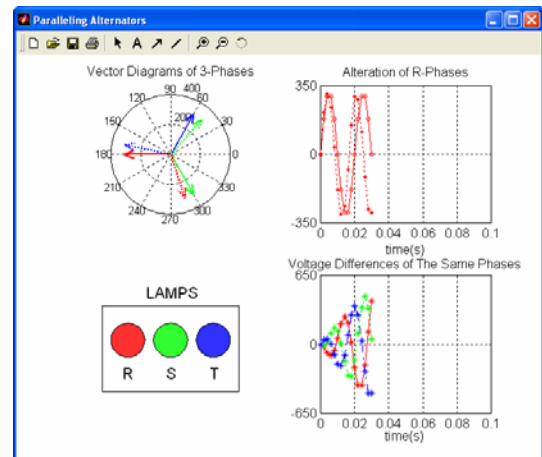 Paralleling Alternators
A
Vector Diagrams of 3-Phases
90 400
120 60
200
150 30
180 0
210 330
240 300
270
Alteration of R-Phases
350
0
-350
0 0.02 0.04 0.06 0.08 0.1
time(s)
LAMPS
R S T
Voltage Differences of The Same Phases
650
0
-650
0 0.02 0.04 0.06 0.08 0.1
time(s)